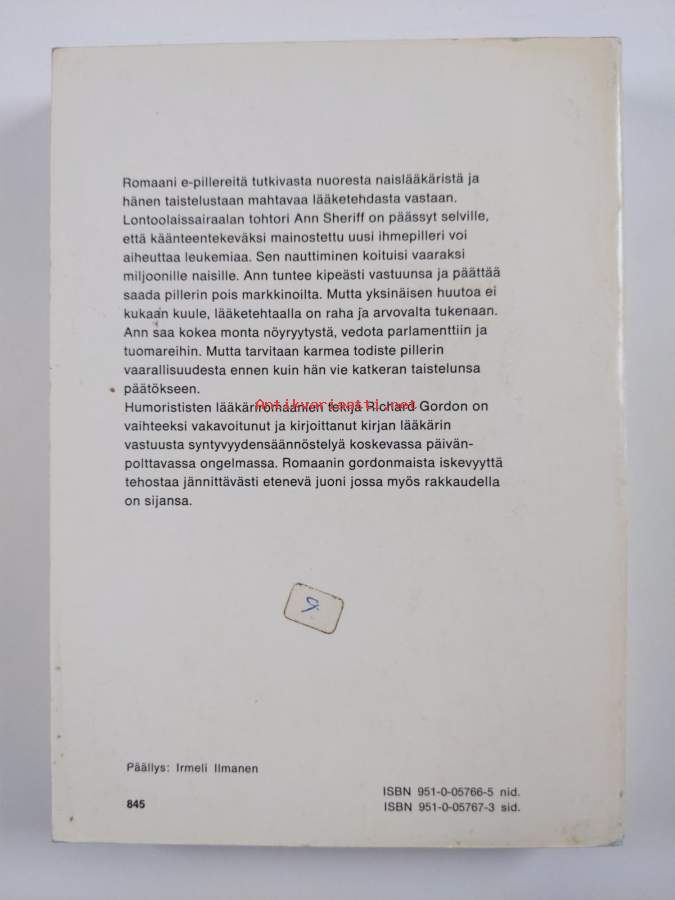 Romaani e-pillereitä tutkivasta nuoresta naislääkäristä ja
hänen taistelustaan mahtavaa lääketehdasta vastaan.
Lontoolaissairaalan tohtori Ann Sheriff on päässyt selville,
että käänteentekeväksi mainostettu uusi ihmepilleri voi
aiheuttaa leukemiaa. Sen nauttiminen koituisi vaaraksi
miljoonille naisille. Ann tuntee kipeästi vastuunsa ja päättää
saada pillerin pois markkinoilta. Mutta yksinäisen huutoa ei
kukaan kuule, lääketehtaalla on raha ja arvovalta tukenaan.
Ann saa kokea monta nöyryytystä, vedota parlamenttiin ja
tuomareihin. Mutta tarvitaan karmea todiste pillerin
vaarallisuudesta ennen kuin hän vie katkeran taistelunsa
päätökseen.
Antikvariaatti.net
Humorististen lääkäriromaanien tekijä Richard Gordon on
vaihteeksi vakavoitunut ja kirjoittanut kirjan lääkärin
vastuusta syntyvyydensäännöstelyä koskevassa päivän-
polttavassa ongelmassa. Romaanin gordonmaista iskevyyttä
tehostaa jännittävästi etenevä juoni jossa myös rakkaudella
on sijansa.
9
Päällys: Irmeli Ilmanen
845
ISBN 951-0-05766-5 nid.
ISBN 951-0-05767-3 sid.